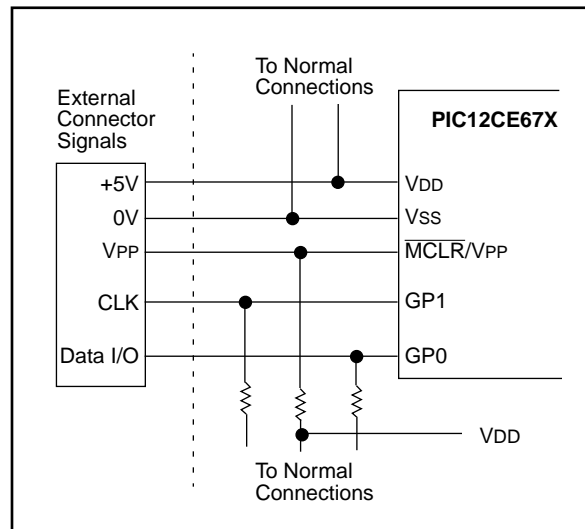 To Normal
Connections
External
Connector
Signals
PIC12CE67X
+5V
VDD
0V
VSS
VPP
MCLR/VPP
CLK
GP1
Data I/O
GP0
VDD
To Normal
Connections